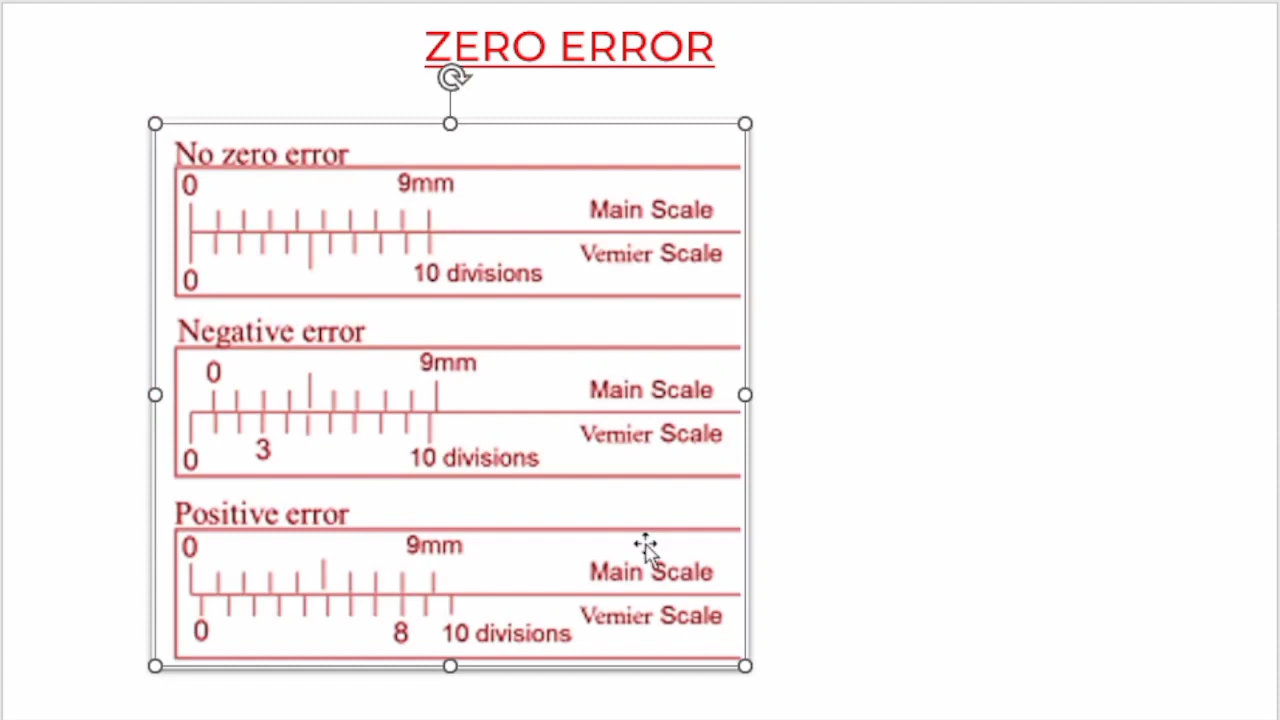 ZERO ERROR
No zero error
0 9mm
Main Scale
Vernier Scale
0 10 divisions
Negative error
0 9mm
Main Scale
Vernier Scale
0 3 10 divisions
Positive error
0 9mm
Main Scale
Vernier Scale
0 8 10 divisions